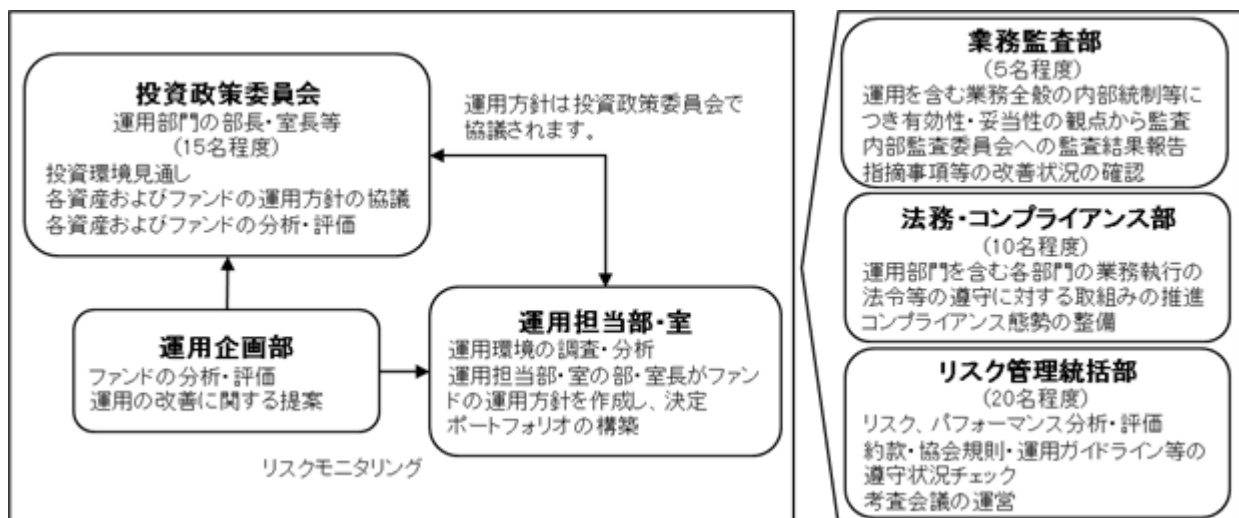 投資政策委員会
運用部門の部長・室長等
(15名程度)
投資環境見通し
各資産およびファンドの運用方針の協議
各資産およびファンドの分析・評価
運用方針は投資政策委員会で
協議されます。
運用企画部
ファンドの分析・評価
運用の改善に関する提案
運用担当部・室
運用環境の調査・分析
運用担当部・室の部・室長がファン
ドの運用方針を作成し、決定
ポートフォリオの構築
リスクモニタリング
業務監査部
(5名程度)
運用を含む業務全般の内部統制等に
つき有効性・妥当性の観点から監査
内部監査委員会への監査結果報告
指摘事項等の改善状況の確認
法務・コンプライアンス部
(10名程度)
運用部門を含む各部門の業務執行の
法令等の遵守に対する取組みの推進
コンプライアンス態勢の整備
リスク管理統括部
(20名程度)
リスク、パフォーマンス分析・評価
約款・協会規則・運用ガイドライン等の
遵守状況チェック
考査会議の運営